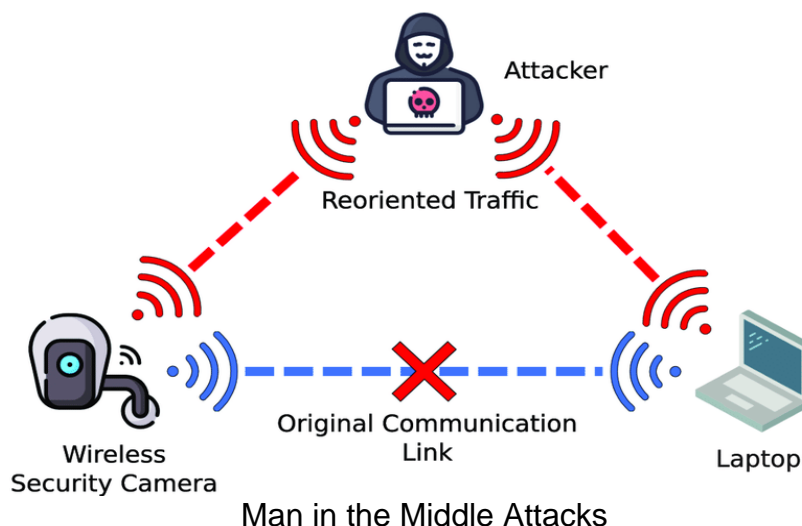 Attacker
Reoriented Traffic
Original Communication
Link
Wireless
Security Camera
Laptop
Man in the Middle Attacks